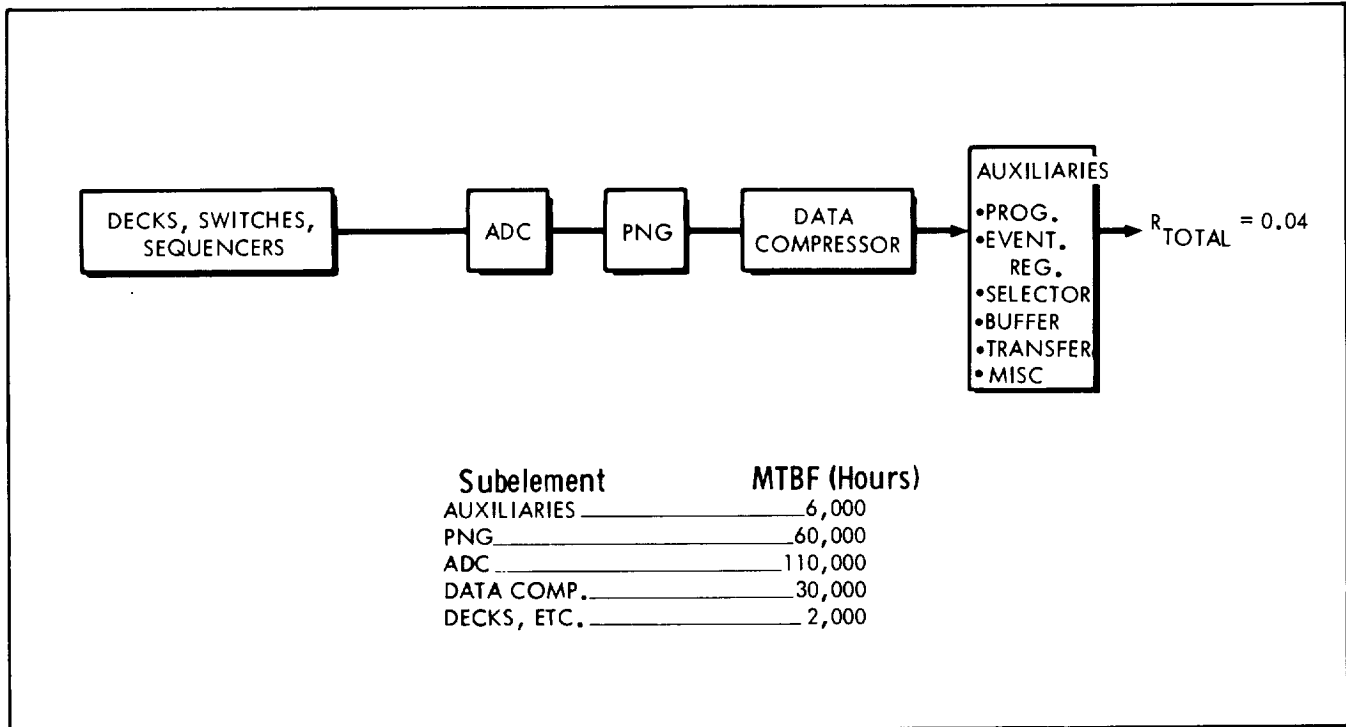 DECKS, SWITCHES,
SEQUENCERS
ADC
PNG
DATA
COMPRESSOR
AUXILIARIES
•PROG.
•EVENT.
REG.
•SELECTOR
•BUFFER
•TRANSFER
•MISC
R TOTAL = 0.04
Subelement MTBF (Hours)
AUXILIARIES 6,000
PNG 60,000
ADC 110,000
DATA COMP. 30,000
DECKS, ETC. 2,000